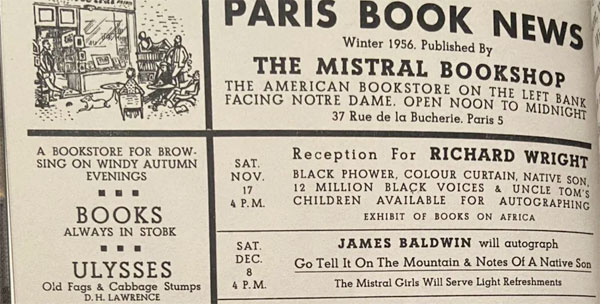 PARIS BOOK NEWS
Winter 1956. Published By
THE MISTRAL BOOKSHOP
THE AMERICAN BOOKSTORE ON THE LEFT BANK
FACING NOTRE DAME. OPEN NOON TO MIDNIGHT
37 Rue de la Bucherie. Paris 5
A BOOKSTORE FOR BROW-
SING ON WINDY AUTUMN
EVENINGS
BOOKS
ALWAYS IN STOBK
ULYSSES
Old Fags & Cabbage Stumps
D. H. LAWRENCE
SAT.
NOV.
17
4 P.M.
Reception For RICHARD WRIGHT
BLACK PHOWER, COLOUR CURTAIN, NATIVE SON,
12 MILLION BLACK VOICES & UNCLE TOM'S
CHILDREN AVAILABLE FOR AUTOGRAPHING
EXHIBIT OF BOOKS ON AFRICA
SAT.
DEC.
8
4 P.M.
JAMES BALDWIN will autograph
Go Tell It On The Mountain & Notes Of A Native Son
The Mistral Girls Will Serve Light Refreshments